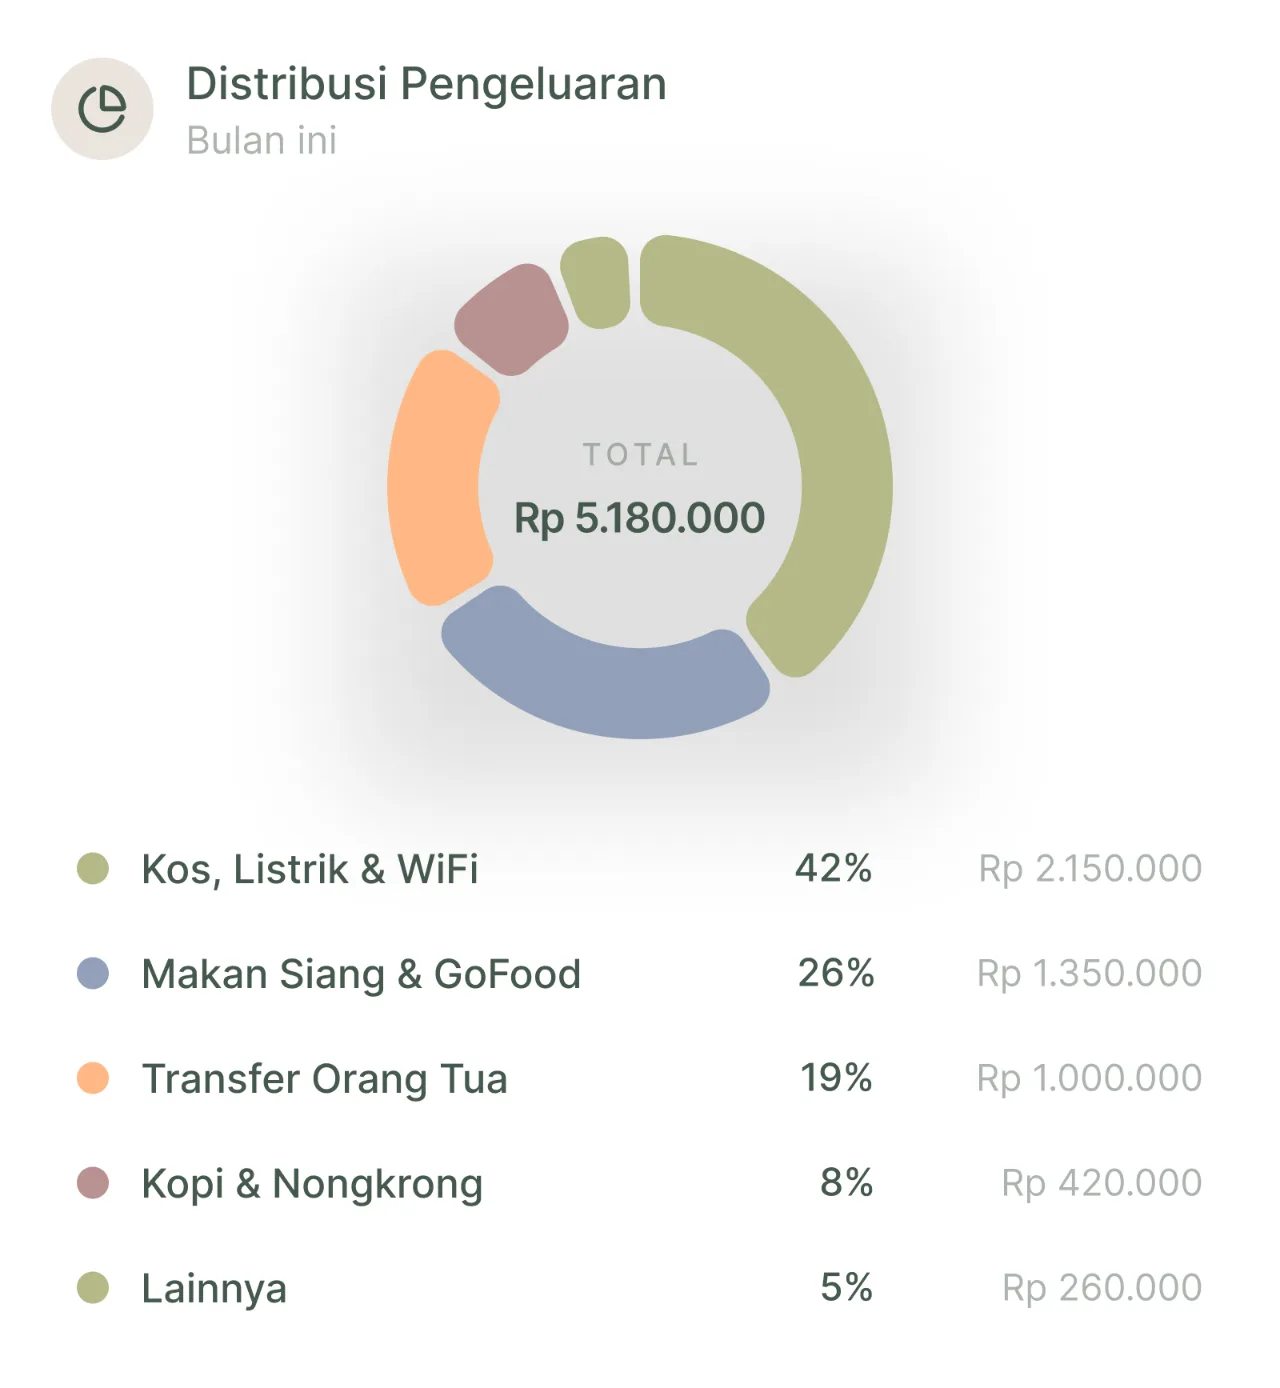 Distribusi Pengeluaran
Bulan ini
TOTAL
Rp 5.180.000
Kos, Listrik & WiFi 42% Rp 2.150.000
Makan Siang & GoFood 26% Rp 1.350.000
Transfer Orang Tua 19% Rp 1.000.000
Kopi & Nongkrong 8% Rp 420.000
Lainnya 5% Rp 260.000